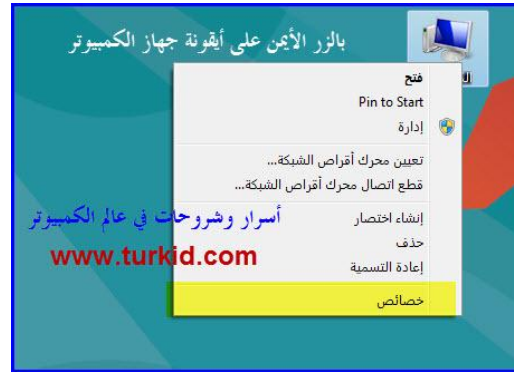 بالزر الأيمن على أيقونة جهاز الكمبيوتر
فتح
Pin to Start
إدارة
تعيين محرك أقراص الشبكة...
قطع اتصال محرك أقراص الشبكة...
إنشاء اختصار
أسرار وشروحات في عالم الكمبيوتر
حذف
www.turkid.com
إعادة التسمية
خصائص